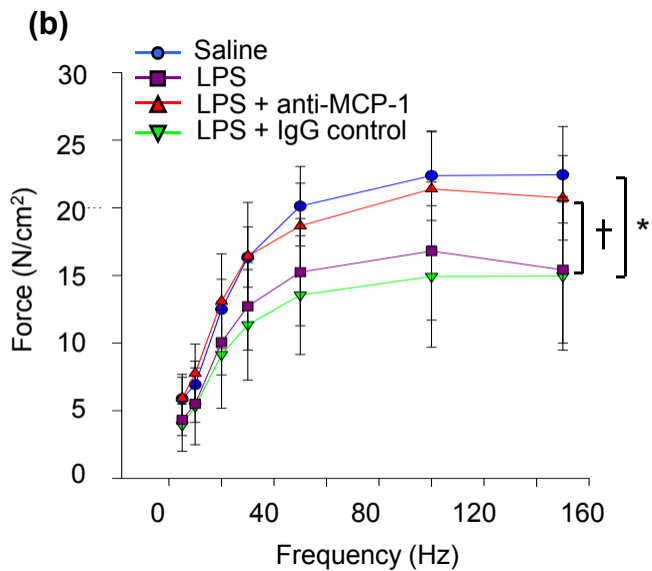 (b)
Saline
LPS
LPS + anti-MCP-1
LPS + IgG control
30
25
20
15
10
5
0
Force (N/cm²)
† *
0 40 80 120 160
Frequency (Hz)